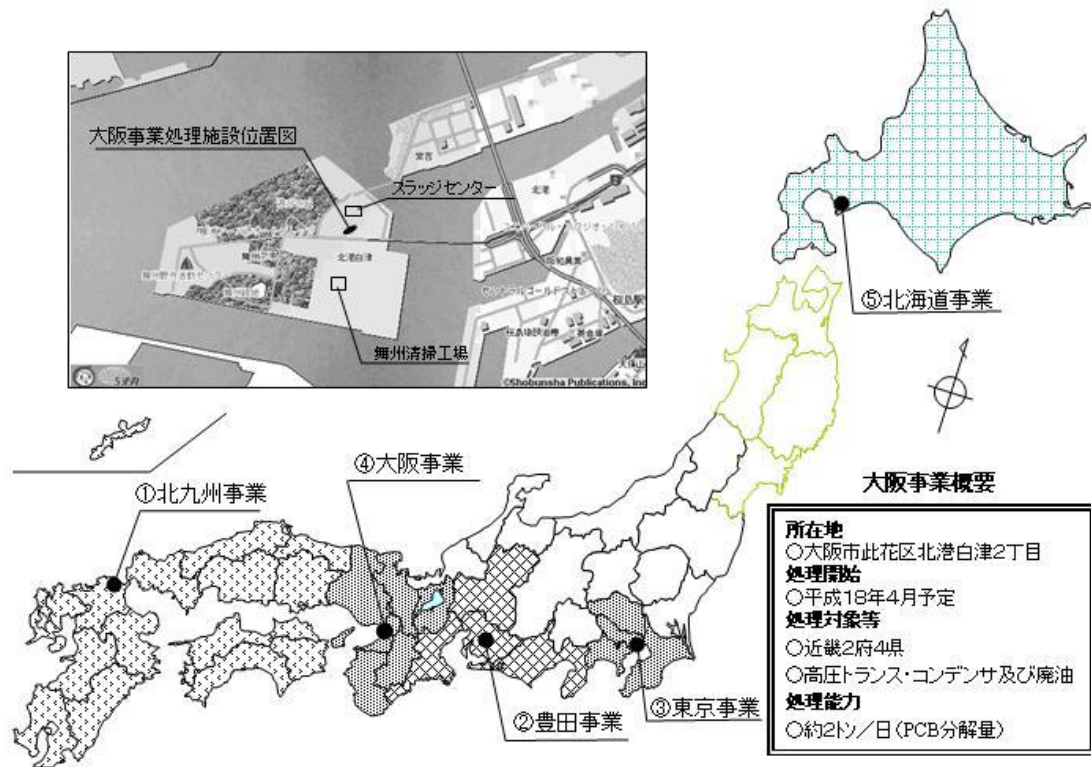 大阪事業処理施設位置図
スラッジセンター
常吉
北港
北港白津
舞洲清掃工場
©Shobunsha Publications, Inc
⑤北海道事業
④大阪事業
①北九州事業
②豊田事業
③東京事業
大阪事業概要
所在地
○大阪市此花区北港白津2丁目
処理開始
○平成18年4月予定
処理対象等
○近畿2府4県
○高圧トランス・コンデンサ及び廃油
処理能力
○約2トン/日(PCB分解量)